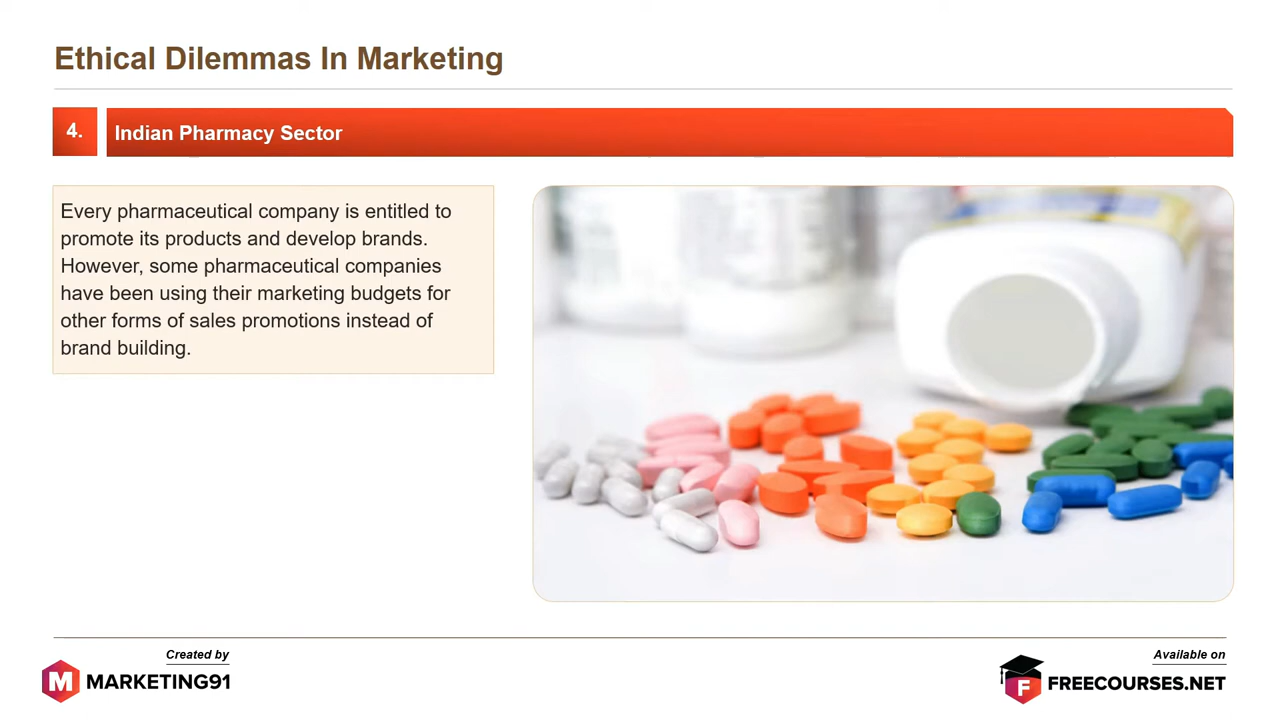 Ethical Dilemmas In Marketing
4.
Indian Pharmacy Sector
Every pharmaceutical company is entitled to
promote its products and develop brands.
However, some pharmaceutical companies
have been using their marketing budgets for
other forms of sales promotions instead of
brand building.
Created by
M MARKETING91
Available on
F FREECOURSES.NET